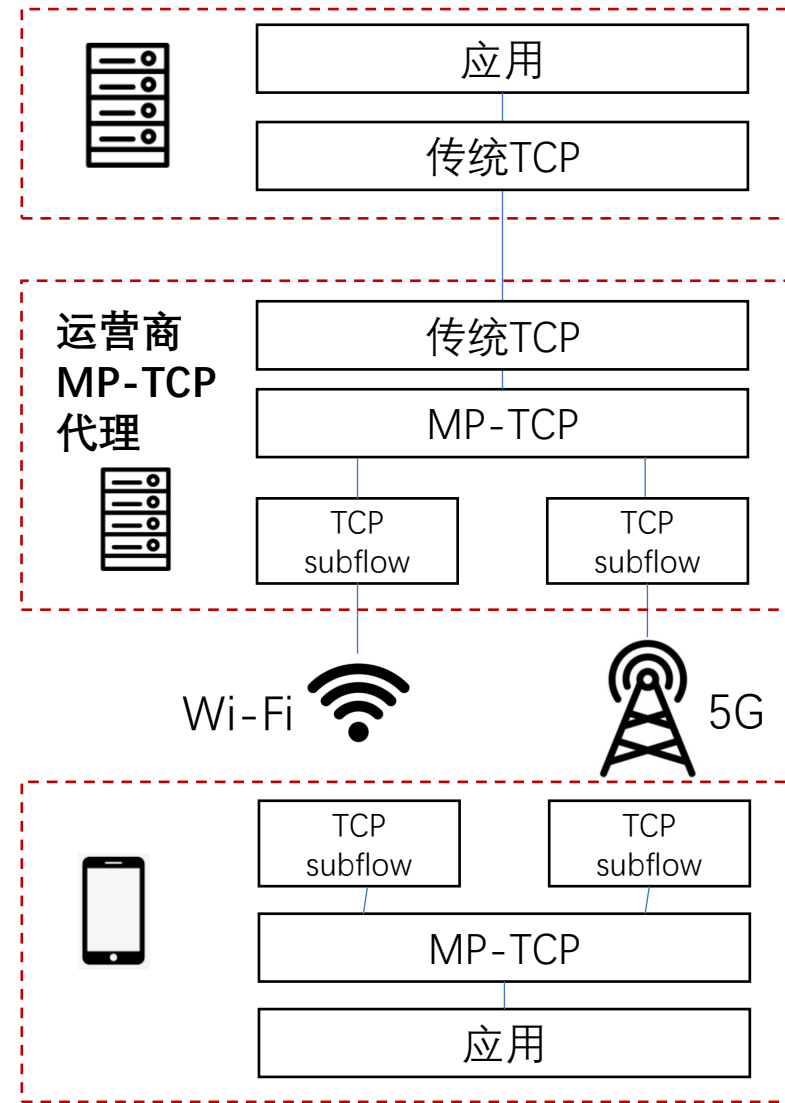 应用
传统TCP
运营商
MP-TCP
代理
传统TCP
MP-TCP
TCP
subflow
TCP
subflow
Wi-Fi
5G
TCP
subflow
TCP
subflow
MP-TCP
应用